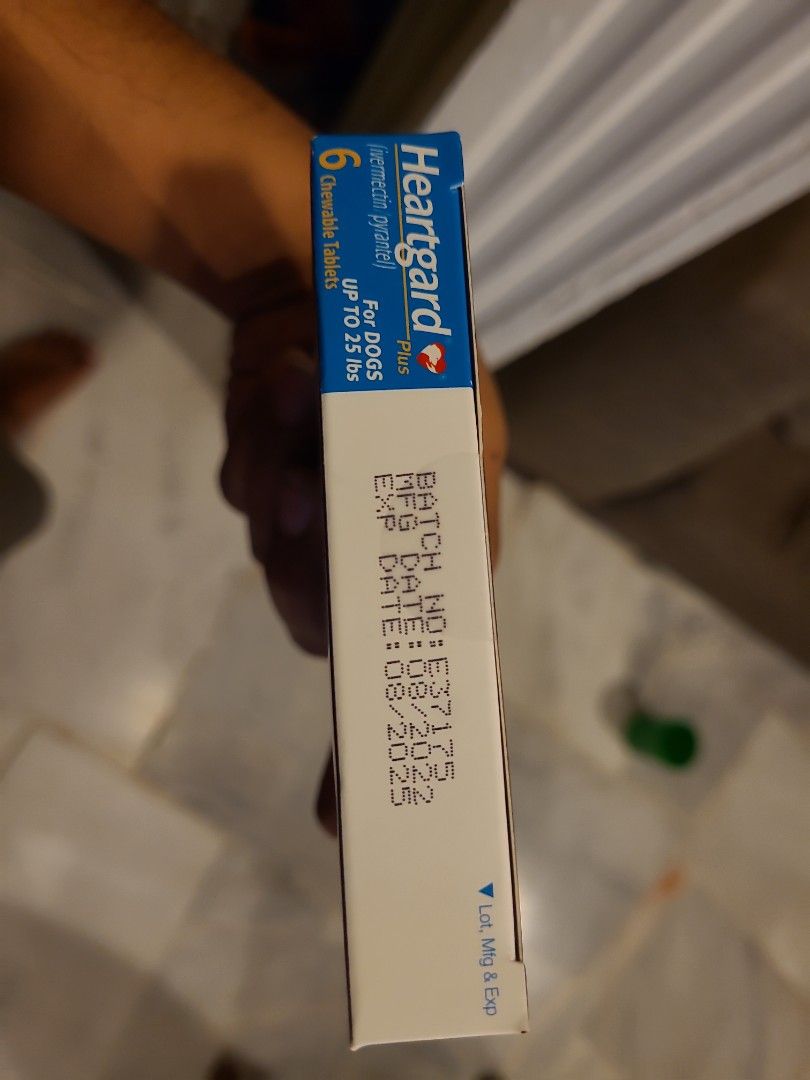 Heartgard Plus
(ivermectin pyrantel)
6 Chewable Tablets
For DOGS
UP TO 25 lbs
BATCH NO:E37175
MFG DATE:08/2022
EXP DATE:08/2025
▼ Lot, Mfg & Exp